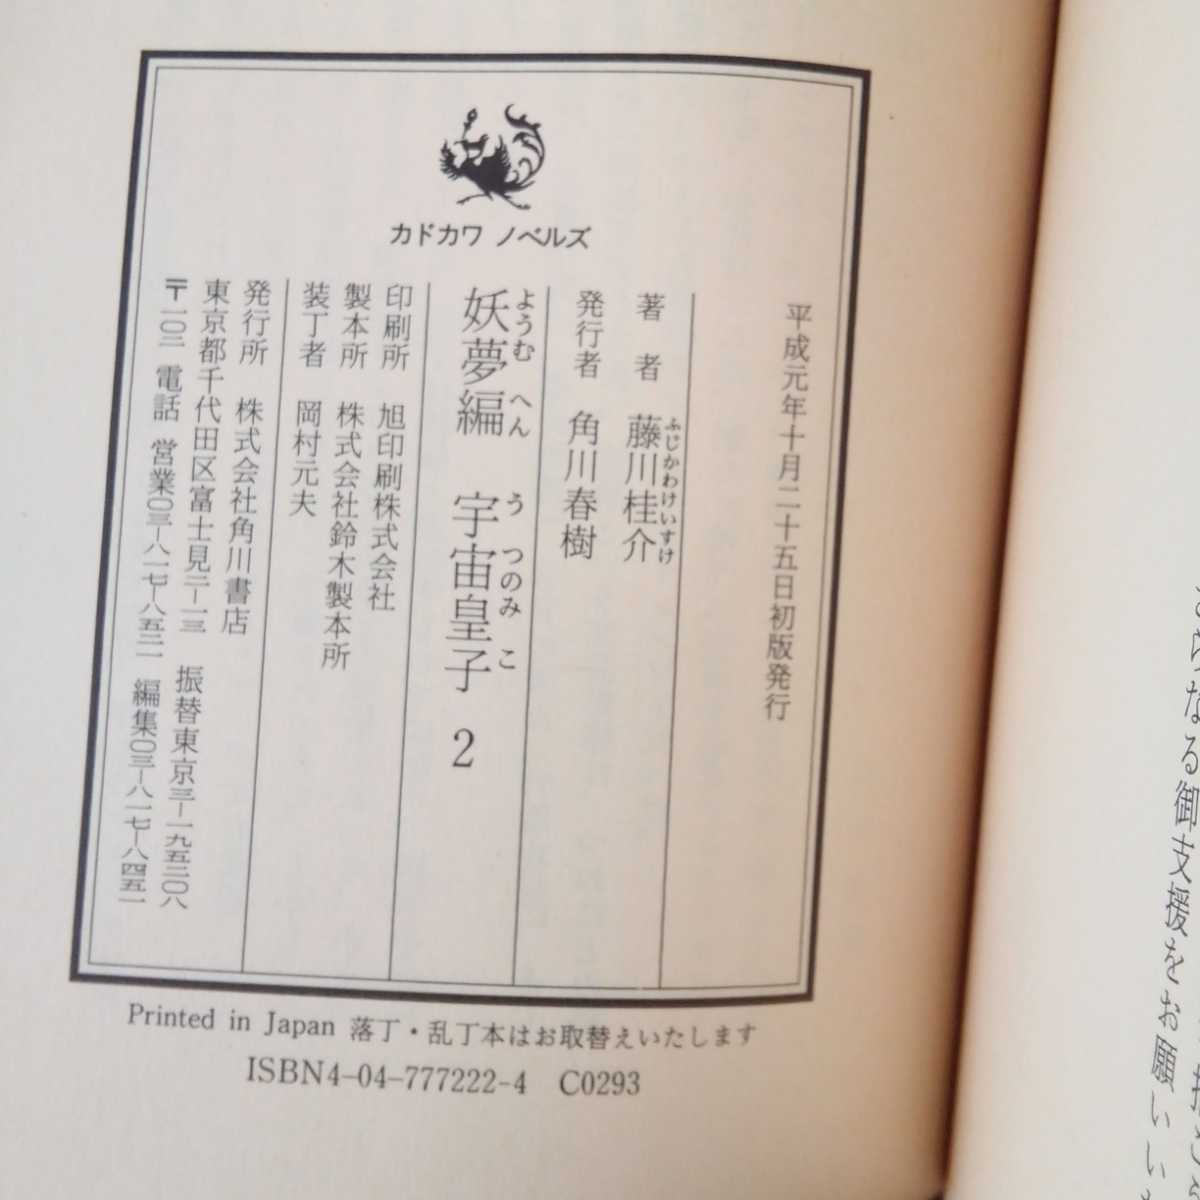 カドカワ ノベルズ
平成元年十月二十五日初版発行
著 者 藤川桂介
ふじかわけいすけ
発行者 角川春樹
妖夢編 宇宙皇子 2
ようむ へん う つのみ こ
印刷所 旭印刷株式会社
製本所 株式会社鈴木製本所
装丁者 岡村元夫
発行所 株式会社角川書店
東京都千代田区富士見二ー一三 振替東京三ー一九五二〇八
〒一〇二 電話 営業〇三ー八一七ー八五二一 編集〇三ー八一七ー八四五一
Printed in Japan 落丁・乱丁本はお取替えいたします
ISBN4-04-777222-4 C0293
なる御支援をお願いい